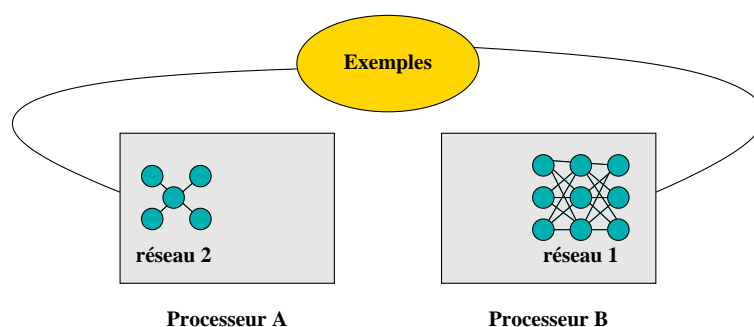 Exemples
réseau 2
réseau 1
Processeur A
Processeur B